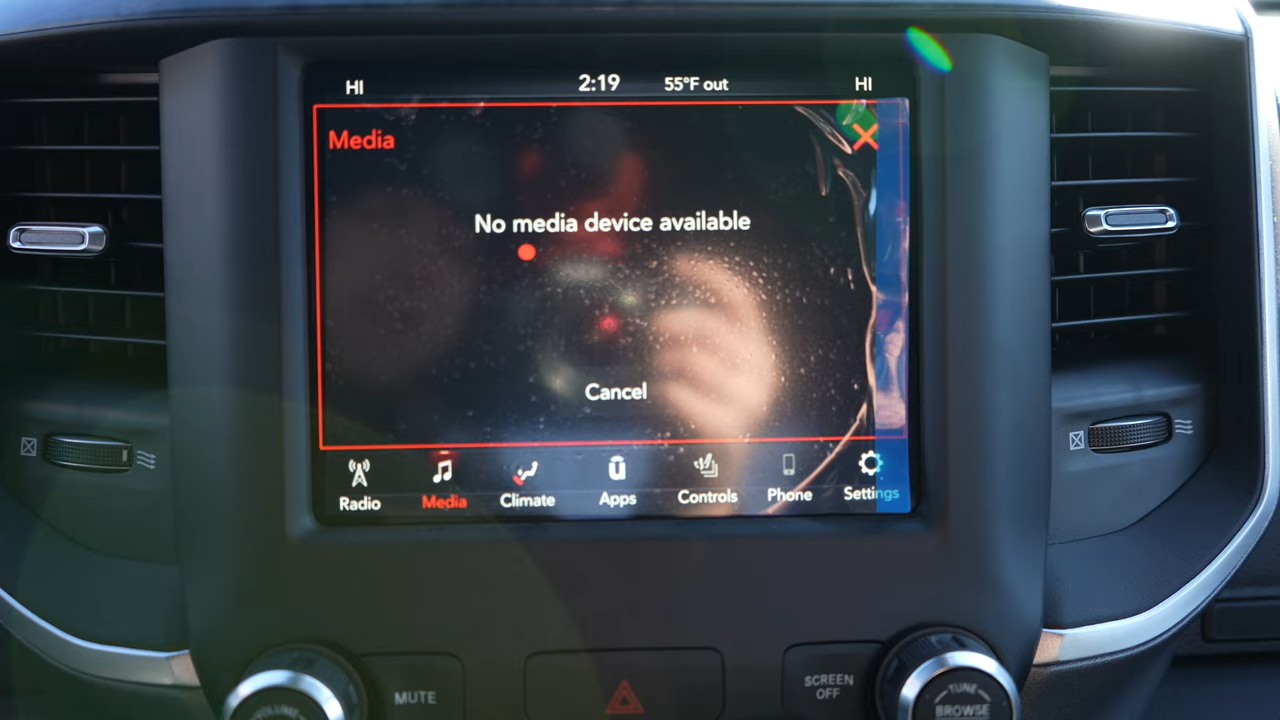 HI 2:19 55°F out HI
Media
No media device available
Cancel
Radio Media Climate Apps Controls Phone Settings
VOLUME MUTE SCREEN OFF TUNE BROWSE